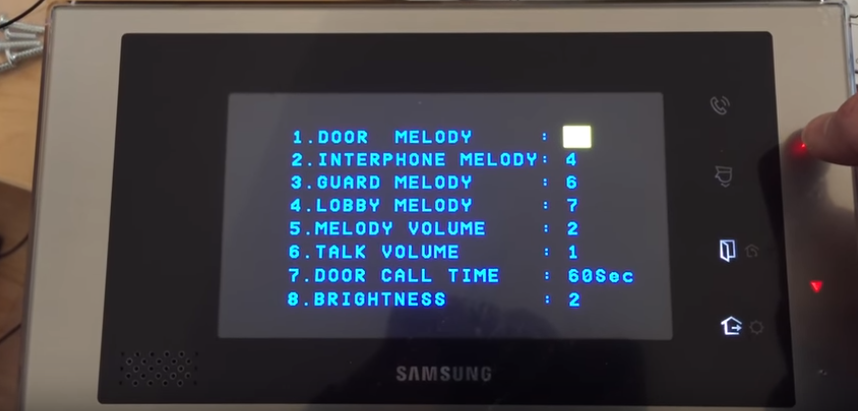 1.DOOR MELODY :
2.INTERPHONE MELODY: 4
3.GUARD MELODY : 6
4.LOBBY MELODY : 7
5.MELODY VOLUME : 2
6.TALK VOLUME : 1
7.DOOR CALL TIME : 60Sec
8.BRIGHTNESS : 2
SAMSUNG